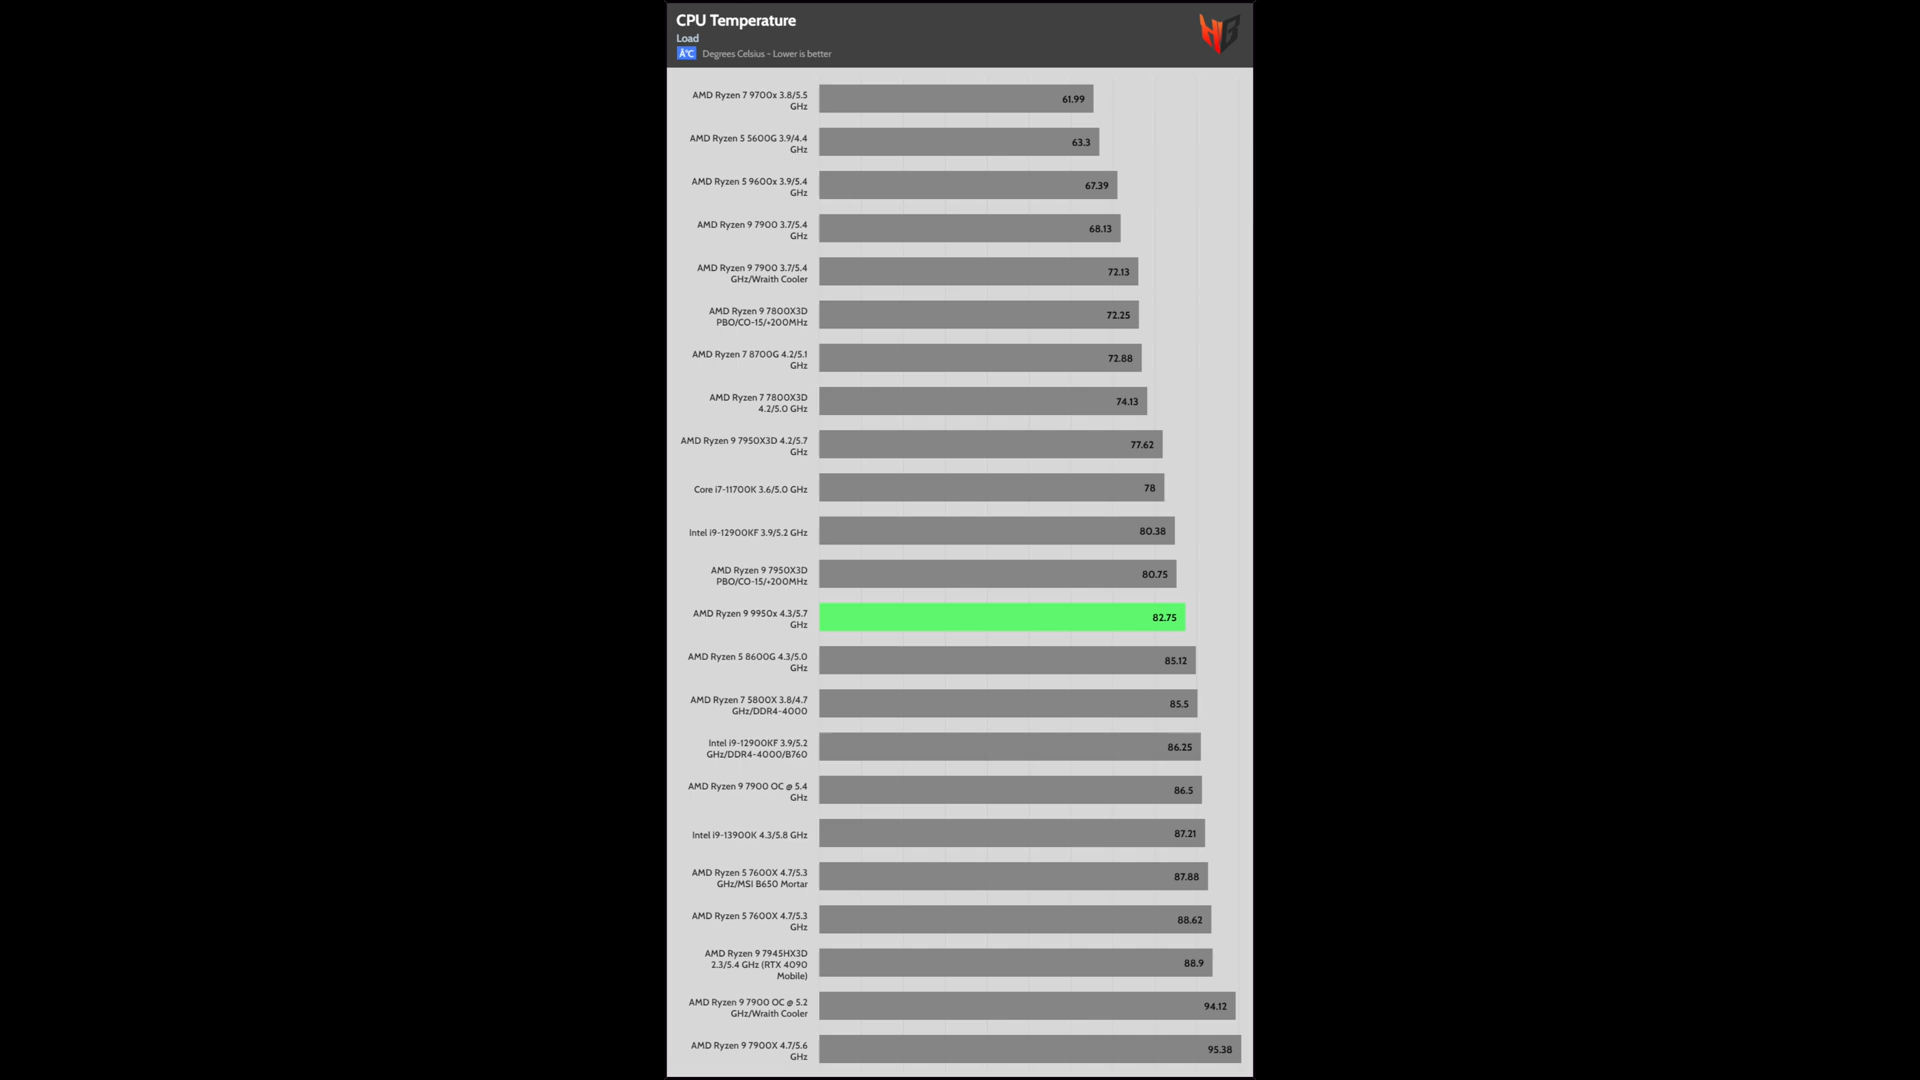 CPU Temperature
Load
Â°C Degrees Celsius - Lower is better
AMD Ryzen 7 9700x 3.8/5.5
GHz
61.99
AMD Ryzen 5 5600G 3.9/4.4
GHz
63.3
AMD Ryzen 5 9600x 3.9/5.4
GHz
67.39
AMD Ryzen 9 7900 3.7/5.4
GHz
68.13
AMD Ryzen 9 7900 3.7/5.4
GHz/Wraith Cooler
72.13
AMD Ryzen 9 7800X3D
PBO/CO-15/+200MHz
72.25
AMD Ryzen 7 8700G 4.2/5.1
GHz
72.88
AMD Ryzen 7 7800X3D
4.2/5.0 GHz
74.13
AMD Ryzen 9 7950X3D 4.2/5.7
GHz
77.62
Core i7-11700K 3.6/5.0 GHz
78
Intel i9-12900KF 3.9/5.2 GHz
80.38
AMD Ryzen 9 7950X3D
PBO/CO-15/+200MHz
80.75
AMD Ryzen 9 9950x 4.3/5.7
GHz
82.75
AMD Ryzen 5 8600G 4.3/5.0
GHz
85.12
AMD Ryzen 7 5800X 3.8/4.7
GHz/DDR4-4000
85.5
Intel i9-12900KF 3.9/5.2
GHz/DDR4-4000/B760
86.25
AMD Ryzen 9 7900 OC @ 5.4
GHz
86.5
Intel i9-13900K 4.3/5.8 GHz
87.21
AMD Ryzen 5 7600X 4.7/5.3
GHz/MSI B650 Mortar
87.88
AMD Ryzen 5 7600X 4.7/5.3
GHz
88.62
AMD Ryzen 9 7945HX3D
2.3/5.4 GHz (RTX 4090
Mobile)
88.9
AMD Ryzen 9 7900 OC @ 5.2
GHz/Wraith Cooler
94.12
AMD Ryzen 9 7900X 4.7/5.6
GHz
95.38